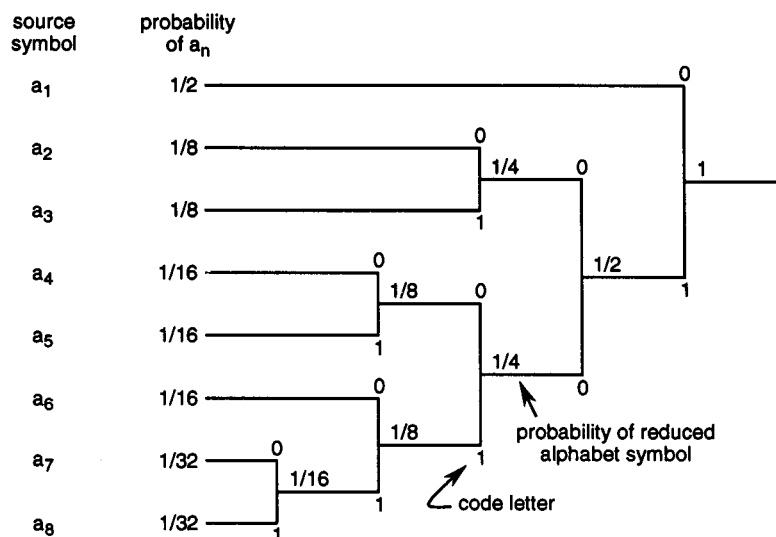 source symbol
probability of aₙ
a₁ 1/2 0
a₂ 1/8 0
1/4 0 1
a₃ 1/8 1
a₄ 1/16 0
1/8 0 1/2 1
a₅ 1/16 1
1/4 0
a₆ 1/16 0
1/8 1
probability of reduced
alphabet symbol
a₇ 1/32 0
1/16 1
code letter
a₈ 1/32 1